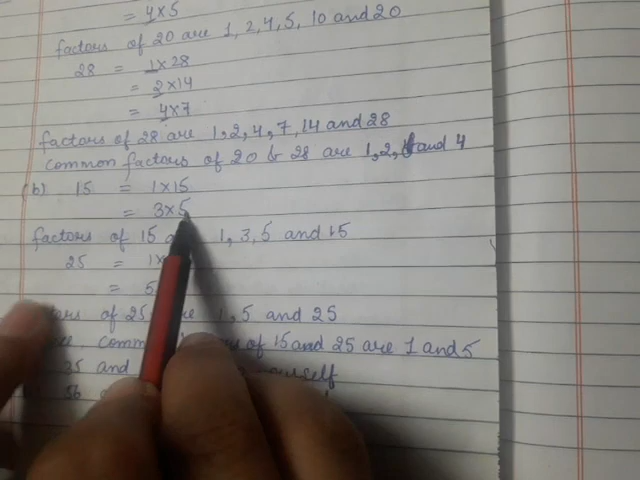 = 4×5
factors of 20 are 1, 2, 4, 5, 10 and 20
28 = 1×28
= 2×14
= 4×7
factors of 28 are 1, 2, 4, 7, 14 and 28
common factors of 20 & 28 are 1, 2, and 4
(b) 15 = 1×15
= 3×5
factors of 15 1, 3, 5 and 15
25 = 1×
= 5
of 25 are 1, 5 and 25
of 15 and 25 are 1 and 5
35 and
56